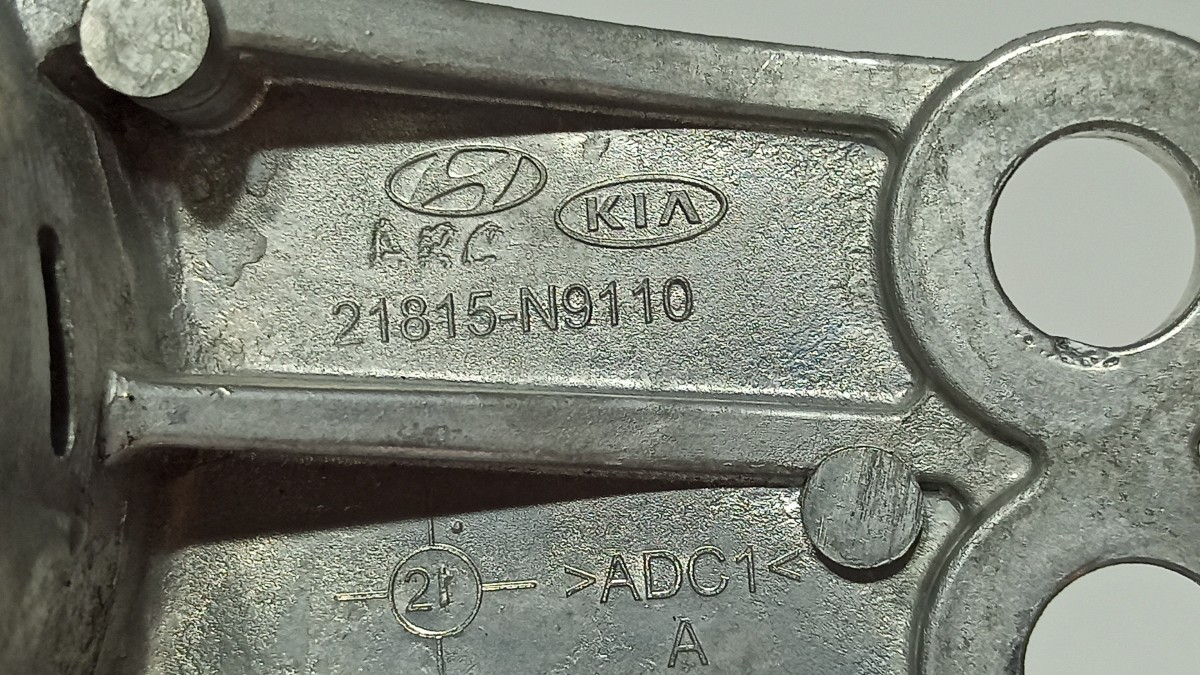 KIA
ARC
21815-N9110
21
>ADC1<
A